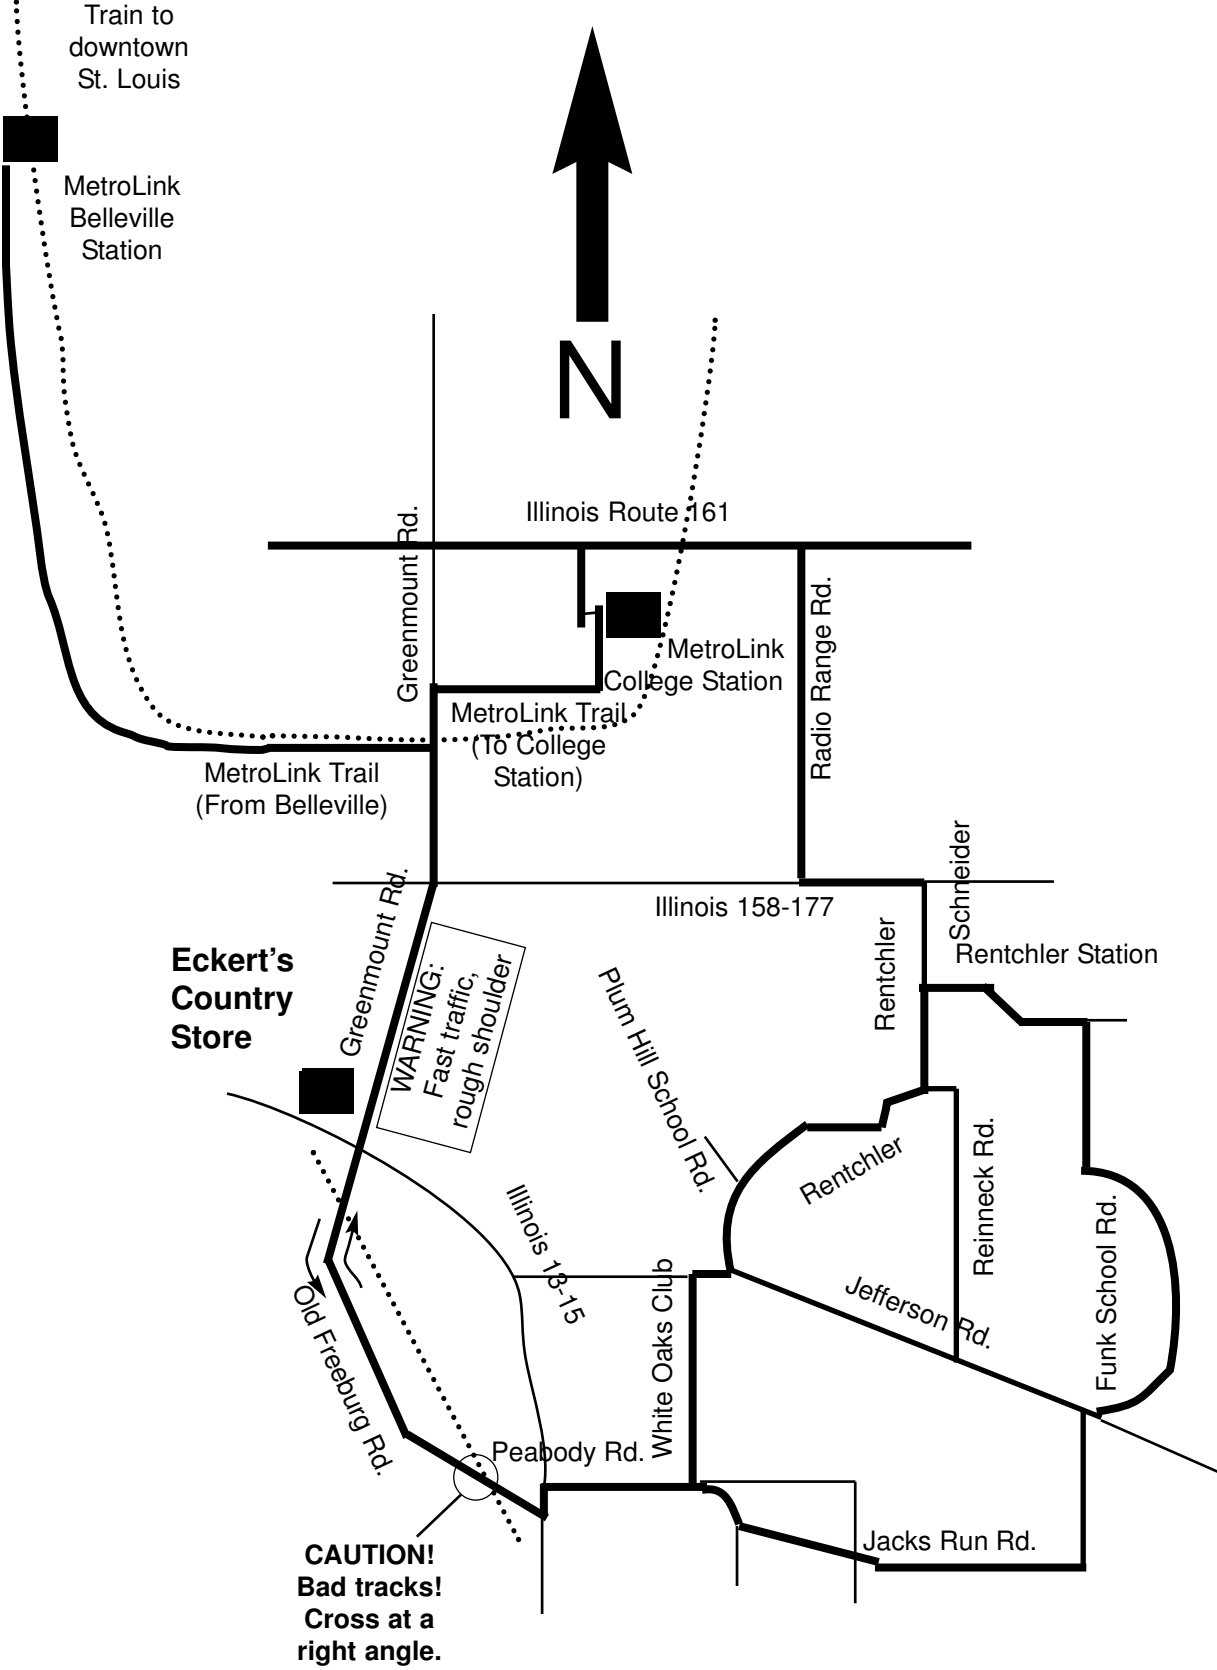 Train to
downtown
St. Louis
MetroLink
Belleville
Station
N
Illinois Route 161
Greenmount Rd.
Radio Range Rd.
MetroLink
College Station
MetroLink Trail
(To College
Station)
MetroLink Trail
(From Belleville)
Schneider
Illinois 158-177
Greenmount Rd.
Rentchler
Rentchler Station
Eckert’s
Country
Store
WARNING:
Fast traffic,
rough shoulder
Plum Hill School Rd.
Rentchler
Reinneck Rd.
Illinois 13-15
Funk School Rd.
White Oaks Club
Jefferson Rd.
Old Freeburg Rd.
Peabody Rd.
Jacks Run Rd.
CAUTION!
Bad tracks!
Cross at a
right angle.